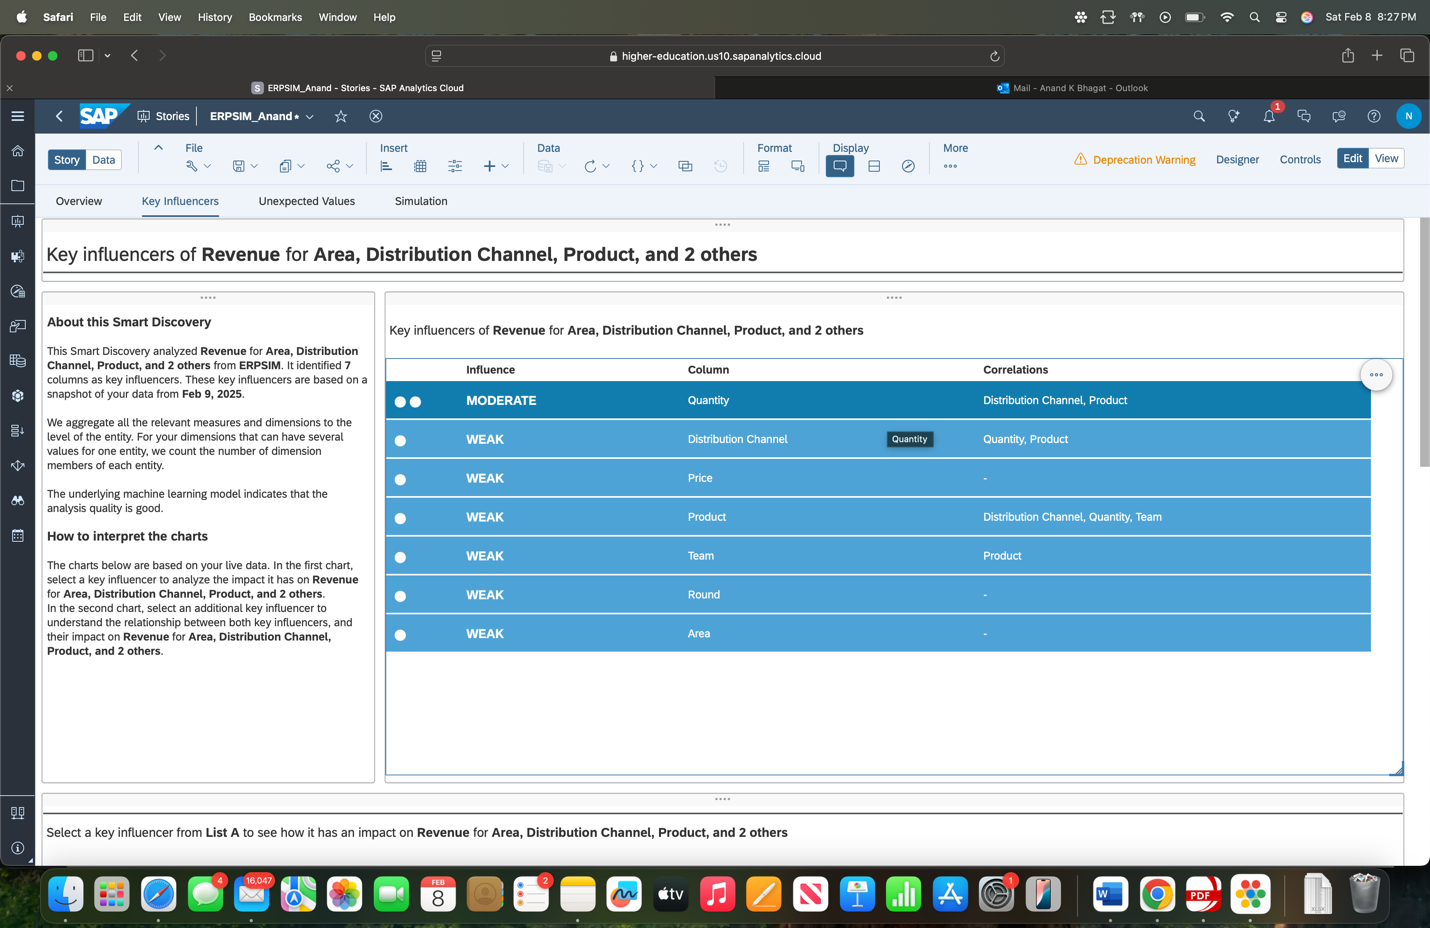 Safari File Edit View History Bookmarks Window Help
Sat Feb 8 8:27 PM
higher-education.us10.sapanalytics.cloud
S ERPSIM_Anand - Stories - SAP Analytics Cloud
Mail - Anand K Bhagat - Outlook
SAP Stories ERPSIM_Anand*
1
N
Story Data
File
Insert
Data
Format
Display
More
Deprecation Warning
Designer
Controls
Edit View
Overview Key Influencers Unexpected Values Simulation
Key influencers of Revenue for Area, Distribution Channel, Product, and 2 others
About this Smart Discovery
This Smart Discovery analyzed Revenue for Area, Distribution
Channel, Product, and 2 others from ERPSIM. It identified 7
columns as key influencers. These key influencers are based on a
snapshot of your data from Feb 9, 2025.
We aggregate all the relevant measures and dimensions to the
level of the entity. For your dimensions that can have several
values for one entity, we count the number of dimension
members of each entity.
The underlying machine learning model indicates that the
analysis quality is good.
How to interpret the charts
The charts below are based on your live data. In the first chart,
select a key influencer to analyze the impact it has on Revenue
for Area, Distribution Channel, Product, and 2 others.
In the second chart, select an additional key influencer to
understand the relationship between both key influencers, and
their impact on Revenue for Area, Distribution Channel,
Product, and 2 others.
Key influencers of Revenue for Area, Distribution Channel, Product, and 2 others
Influence Column Correlations
MODERATE Quantity Distribution Channel, Product
WEAK Distribution Channel Quantity, Product
Quantity
WEAK Price -
WEAK Product Distribution Channel, Quantity, Team
WEAK Team Product
WEAK Round -
WEAK Area -
Select a key influencer from List A to see how it has an impact on Revenue for Area, Distribution Channel, Product, and 2 others
4
16,047
FEB
8
2
tv
1
W
PDF
XLSX